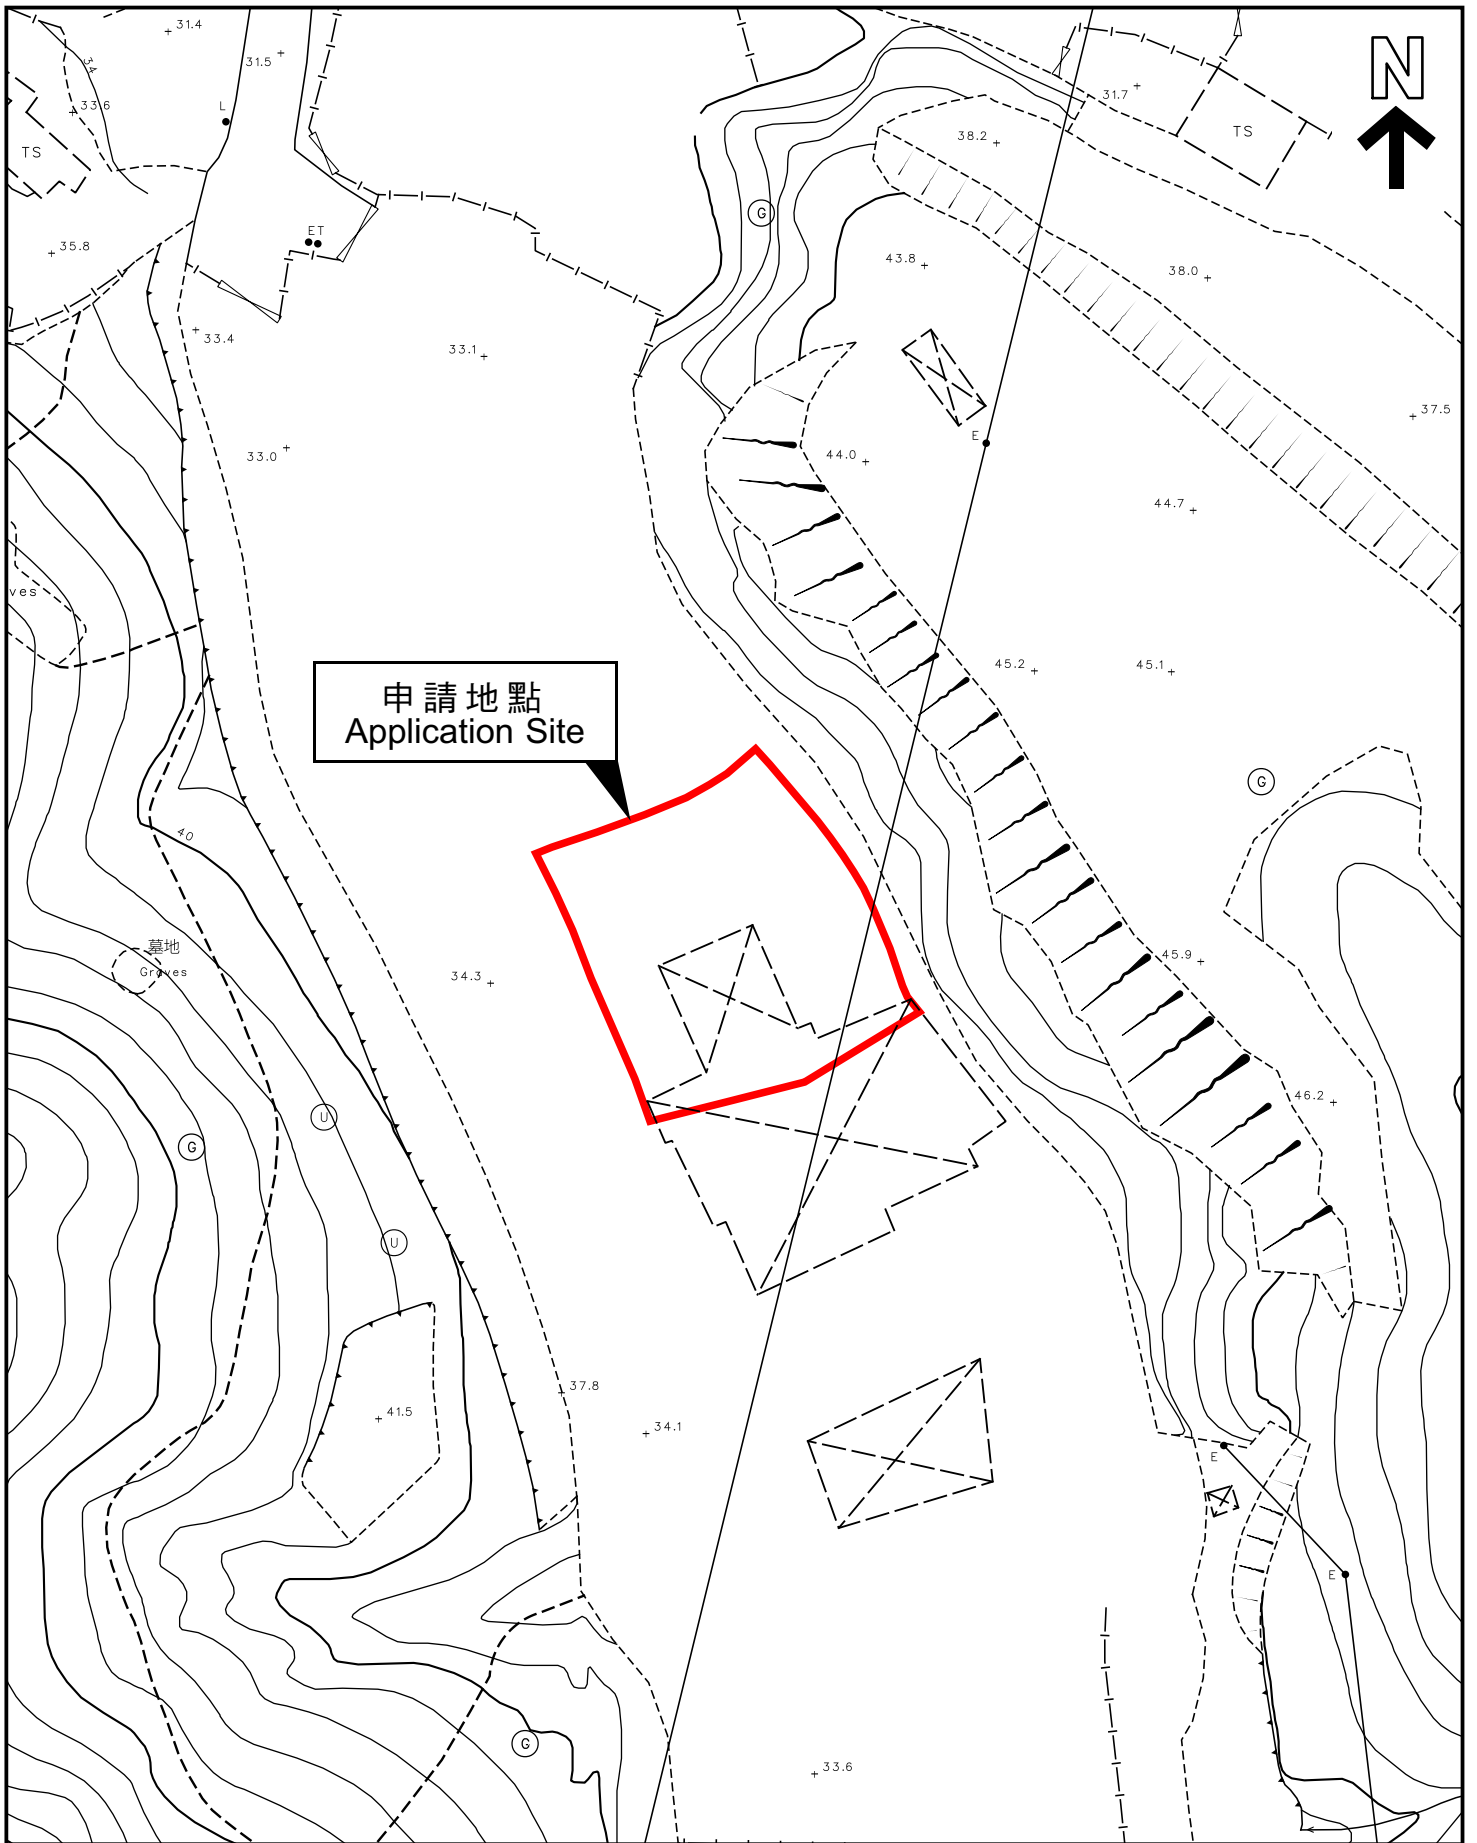 31.4
31.5
34
33.6
L
TS
31.7
TS
N
38.2
G
ET
35.8
43.8
38.0
33.4
33.1
37.5
E
33.0
44.0
44.7
ves
45.2
45.1
申請地點
Application Site
G
40
墓地
Graves
34.3
45.9
46.2
U
G
U
37.8
41.5
34.1
E
E
G
33.6